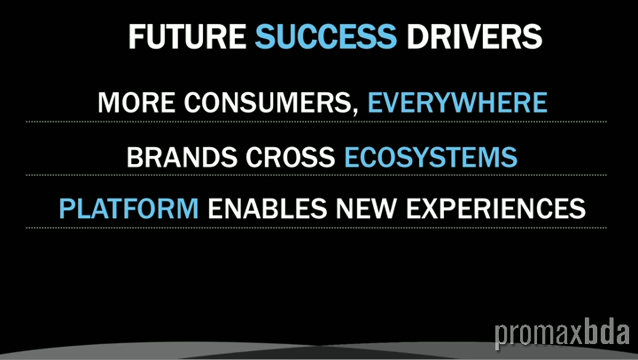 FUTURE SUCCESS DRIVERS
MORE CONSUMERS, EVERYWHERE
BRANDS CROSS ECOSYSTEMS
PLATFORM ENABLES NEW EXPERIENCES
promaxbda